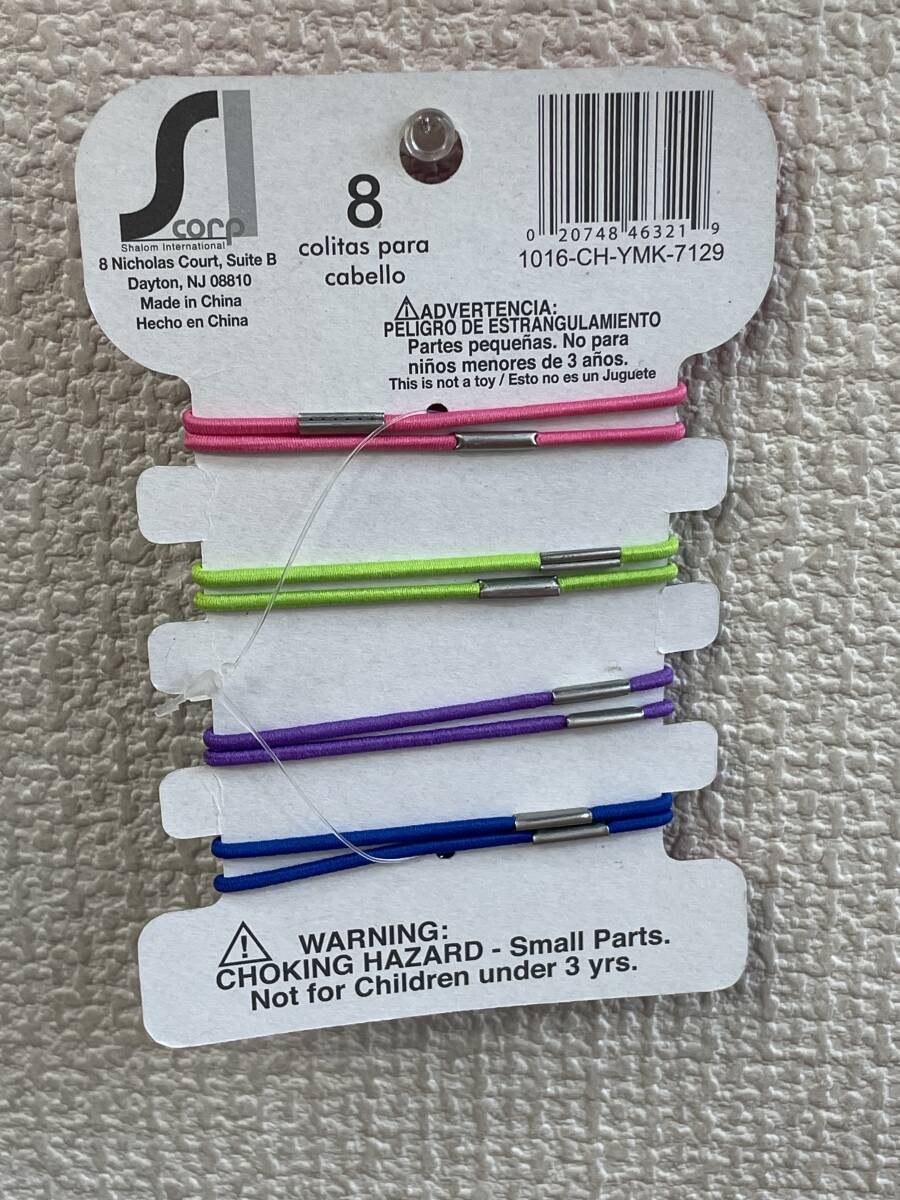 SI
corp
Shalom International
8 Nicholas Court, Suite B
Dayton, NJ 08810
Made in China
Hecho en China
8
colitas para
cabello
0 20748 46321 9
1016-CH-YMK-7129
ADVERTENCIA:
PELIGRO DE ESTRANGULAMIENTO
Partes pequeñas. No para
niños menores de 3 años.
This is not a toy / Esto no es un Juguete
WARNING:
CHOKING HAZARD - Small Parts.
Not for Children under 3 yrs.